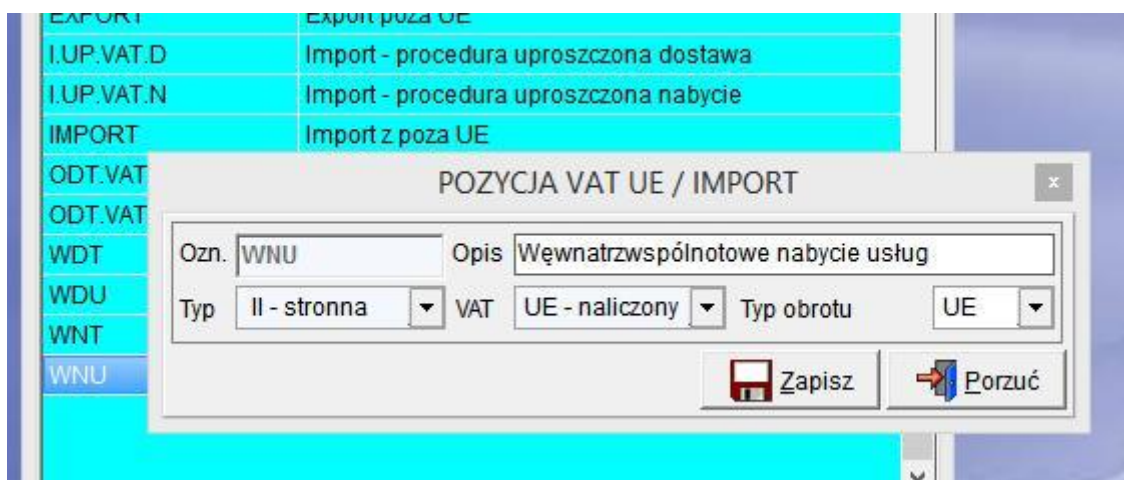 EXPORT Export poza UE
I.UP.VAT.D Import - procedura uproszczona dostawa
I.UP.VAT.N Import - procedura uproszczona nabycie
IMPORT Import z poza UE
ODT.VAT
POZYCJA VAT UE / IMPORT
x
ODT.VAT
WDT
Ozn. WNU Opis Węwnatrzwspólnotowe nabycie usług
WDU
Typ II - stronna VAT UE - naliczony Typ obrotu UE
WNT
WNU
Zapisz Porzuć